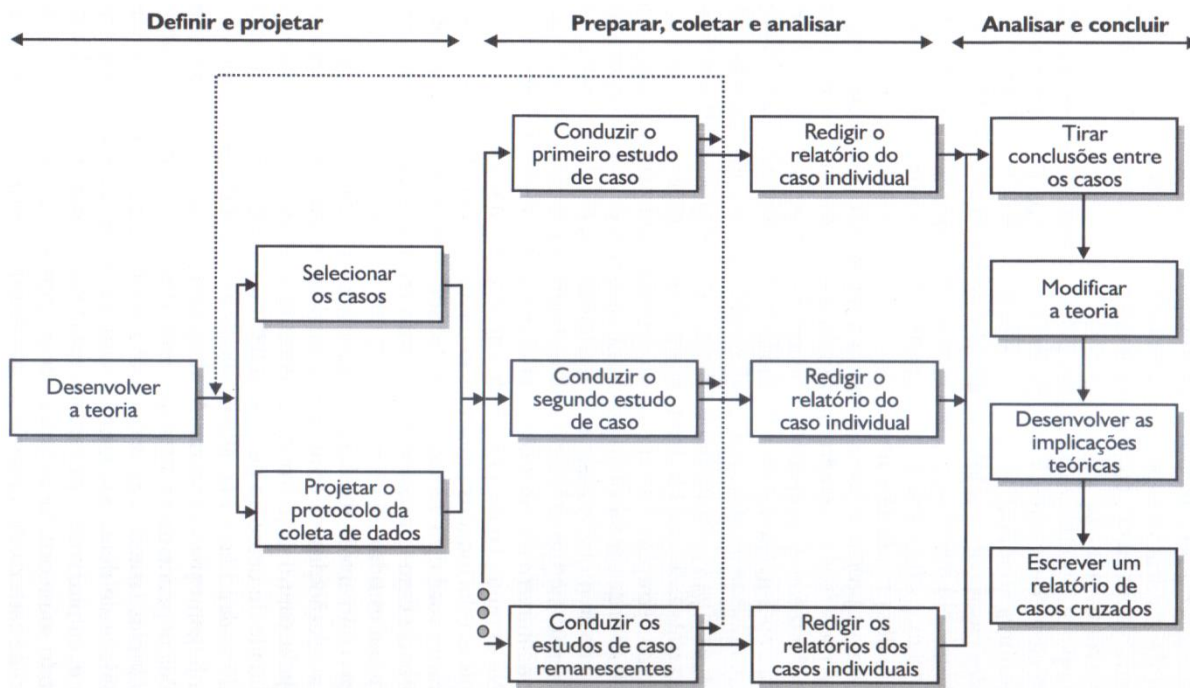 Definir e projetar
Preparar, coletar e analisar
Analisar e concluir
Desenvolver
a teoria
Selecionar
os casos
Projetar o
protocolo da
coleta de dados
Conduzir o
primeiro estudo
de caso
Redigir o
relatório do
caso individual
Conduzir o
segundo estudo
de caso
Redigir o
relatório do
caso individual
Conduzir os
estudos de caso
remanescentes
Redigir os
relatórios dos
casos individuais
Tirar
conclusões entre
os casos
Modificar
a teoria
Desenvolver as
implicações
teóricas
Escrever um
relatório de
casos cruzados